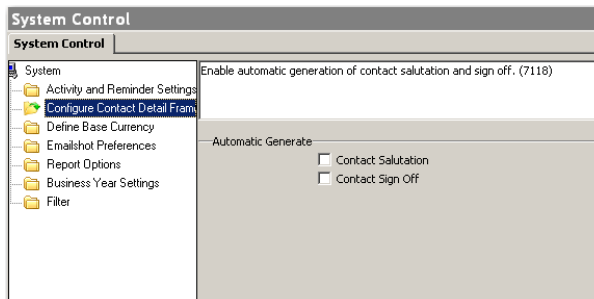 System Control
System Control
System
Enable automatic generation of contact salutation and sign off. (7118)
Activity and Reminder Settings
Configure Contact Detail Fram
Define Base Currency
Automatic Generate
Emailshot Preferences
Contact Salutation
Report Options
Contact Sign Off
Business Year Settings
Filter